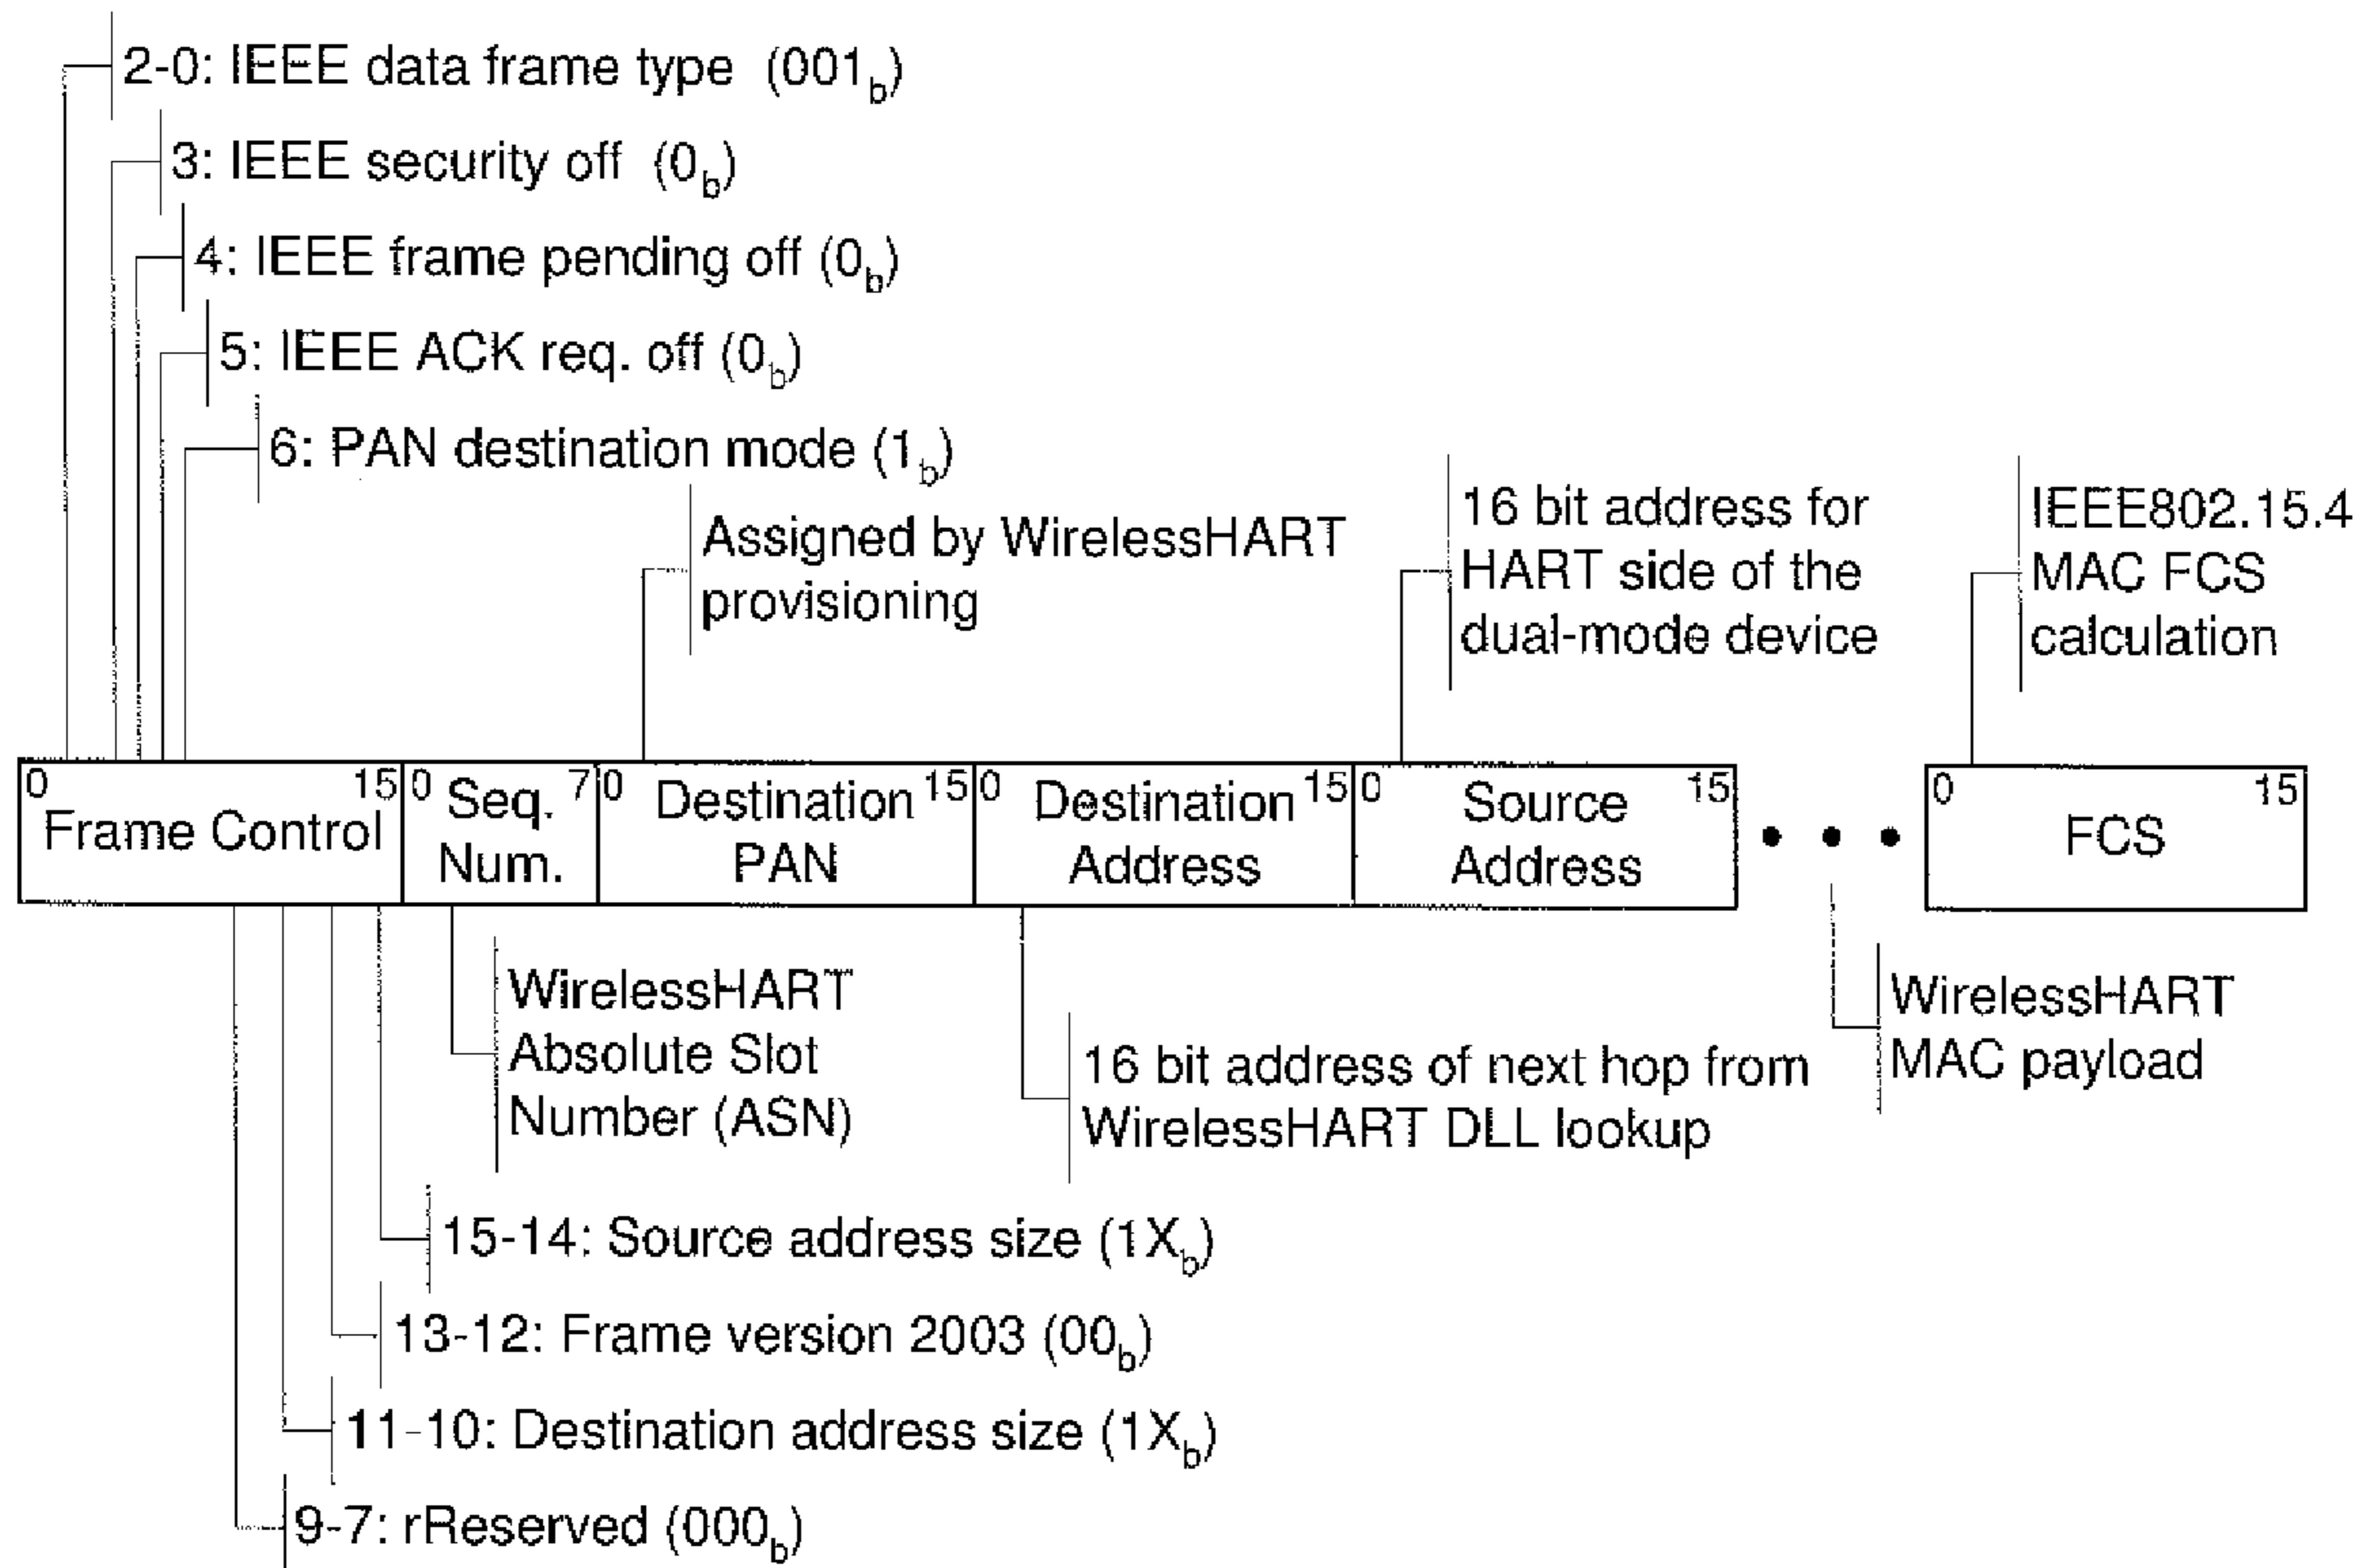 2-0: IEEE data frame type (001b)
3: IEEE security off (0b)
4: IEEE frame pending off (0b)
5: IEEE ACK req. off (0b)
6: PAN destination mode (1b)
Assigned by WirelessHART
provisioning
16 bit address for
HART side of the
dual-mode device
IEEE802.15.4
MAC FCS
calculation
0 15
Frame Control
0 7
Seq.
Num.
0 15
Destination
PAN
0 15
Destination
Address
0 15
Source
Address
• • •
0 15
FCS
WirelessHART
Absolute Slot
Number (ASN)
16 bit address of next hop from
WirelessHART DLL lookup
WirelessHART
MAC payload
15-14: Source address size (1Xb)
13-12: Frame version 2003 (00b)
11-10: Destination address size (1Xb)
9-7: rReserved (000b)